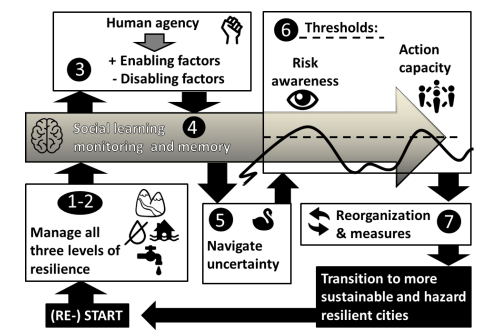 Human agency
3
+ Enabling factors
- Disabling factors
6 Thresholds:
Risk
awareness
Action
capacity
Social learning
monitoring and memory
4
1-2
Manage all
three levels of
resilience
5
Navigate
uncertainty
Reorganization
& measures
7
Transition to more
sustainable and hazard
resilient cities
(RE-) START